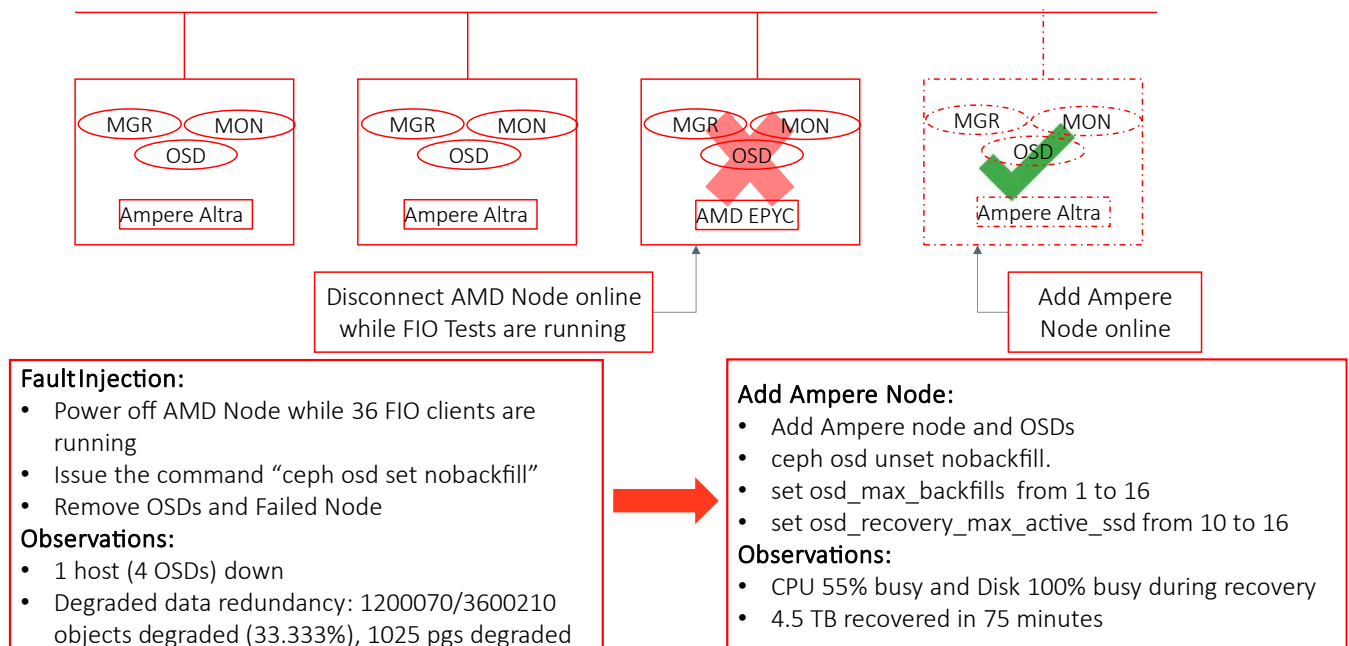 MGR MON
OSD
Ampere Altra
MGR MON
OSD
Ampere Altra
MGR MON
OSD
AMD EPYC
MGR MON
OSD
Ampere Altra
Disconnect AMD Node online
while FIO Tests are running
Add Ampere
Node online
Fault Injection:
• Power off AMD Node while 36 FIO clients are
running
• Issue the command “ceph osd set nobackfill”
• Remove OSDs and Failed Node
Observations:
• 1 host (4 OSDs) down
• Degraded data redundancy: 1200070/3600210
objects degraded (33.333%), 1025 pgs degraded
Add Ampere Node:
• Add Ampere node and OSDs
• ceph osd unset nobackfill.
• set osd_max_backfills from 1 to 16
• set osd_recovery_max_active_ssd from 10 to 16
Observations:
• CPU 55% busy and Disk 100% busy during recovery
• 4.5 TB recovered in 75 minutes